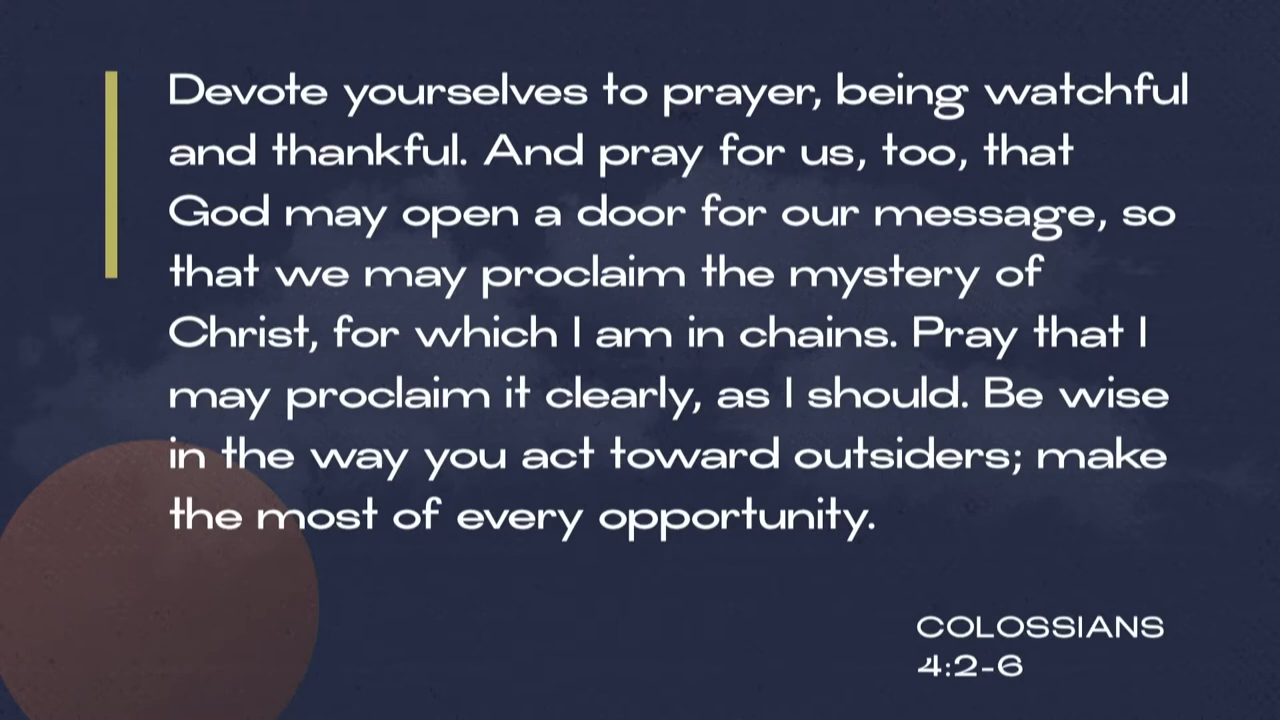 Devote yourselves to prayer, being watchful
and thankful. And pray for us, too, that
God may open a door for our message, so
that we may proclaim the mystery of
Christ, for which I am in chains. Pray that I
may proclaim it clearly, as I should. Be wise
in the way you act toward outsiders; make
the most of every opportunity.
COLOSSIANS
4:2-6